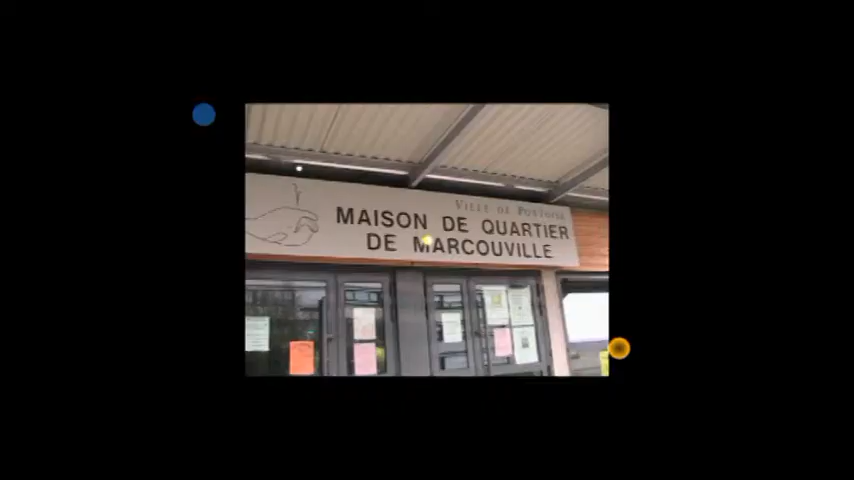 VILLE DE PONTOISE
MAISON DE QUARTIER
DE MARCOUVILLE